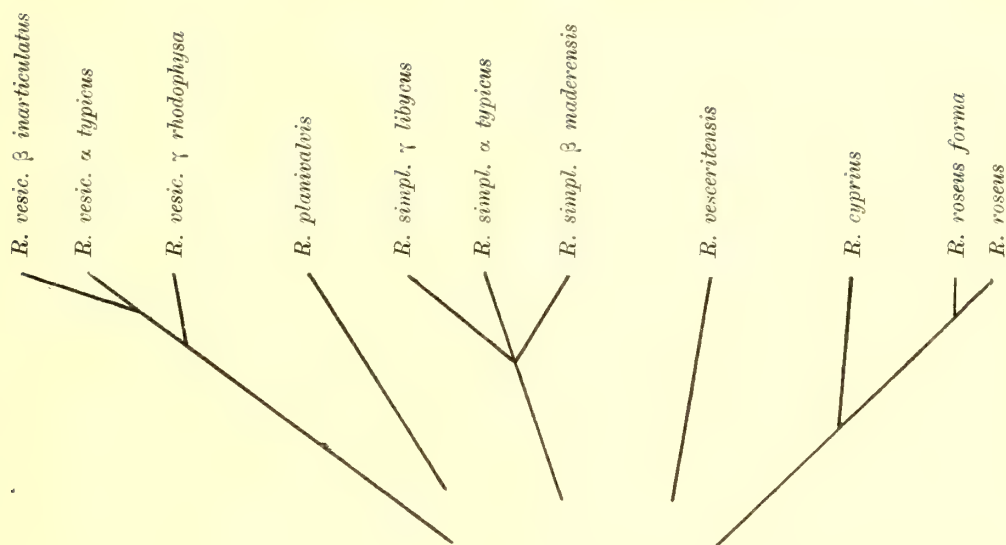 R. vesic. β inarticulatus
R. vesic. α typicus
R. vesic. γ rhodophysa
R. planivalvis
R. simpl. γ libycus
R. simpl. α typicus
R. simpl. β maderensis
R. vesceritensis
R. cyprius
R. roseus forma
R. roseus